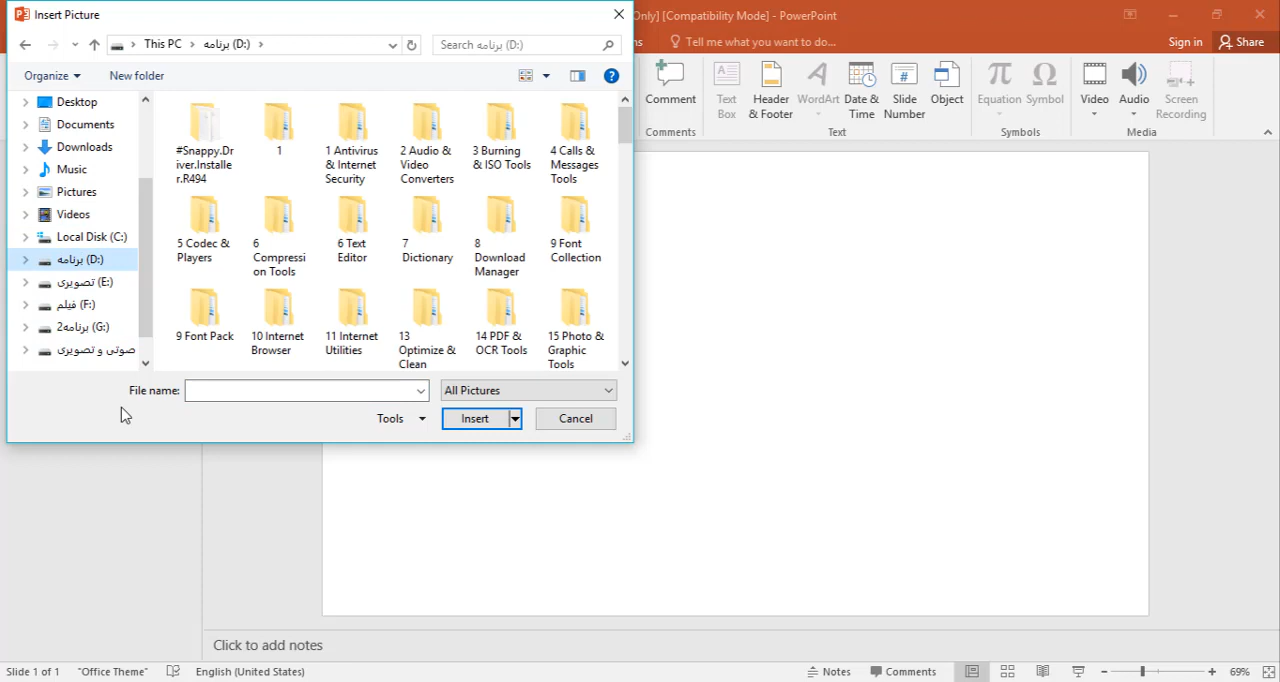 Insert Picture
Only] [Compatibility Mode] - PowerPoint
This PC
برنامه (D:)
Search برنامه (D:)
Tell me what you want to do...
Sign in
Share
Organize
New folder
Comment
Text
Box
Header
& Footer
WordArt
Date &
Time
Slide
Number
Object
Equation
Symbol
Video
Audio
Screen
Recording
Comments
Text
Symbols
Media
Desktop
Documents
Downloads
Music
Pictures
Videos
Local Disk (C:)
برنامه (D:)
تصویری (E:)
فیلم (F:)
برنامه2 (G:)
صوتی و تصویری
#Snappy.Dr
iver.Installe
r.R494
1
1 Antivirus
& Internet
Security
2 Audio &
Video
Converters
3 Burning
& ISO Tools
4 Calls &
Messages
Tools
5 Codec &
Players
6
Compressi
on Tools
6 Text
Editor
7
Dictionary
8
Download
Manager
9 Font
Collection
9 Font Pack
10 Internet
Browser
11 Internet
Utilities
13
Optimize &
Clean
14 PDF &
OCR Tools
15 Photo &
Graphic
Tools
File name:
All Pictures
Tools
Insert
Cancel
Click to add notes
Slide 1 of 1
"Office Theme"
English (United States)
Notes
Comments
69%